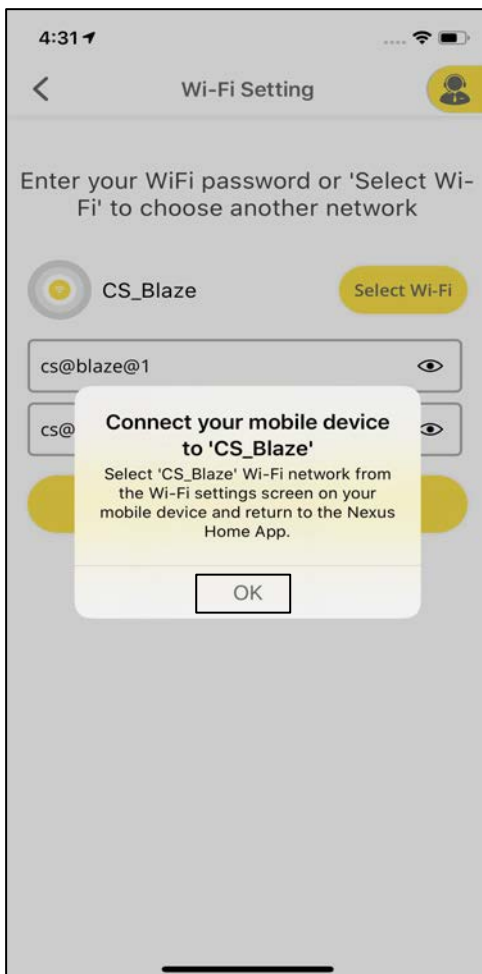 4:31
Wi-Fi Setting
Enter your WiFi password or 'Select Wi-
Fi' to choose another network
CS_Blaze
Select Wi-Fi
cs@blaze@1
cs@
Connect your mobile device
to 'CS_Blaze'
Select 'CS_Blaze' Wi-Fi network from
the Wi-Fi settings screen on your
mobile device and return to the Nexus
Home App.
OK